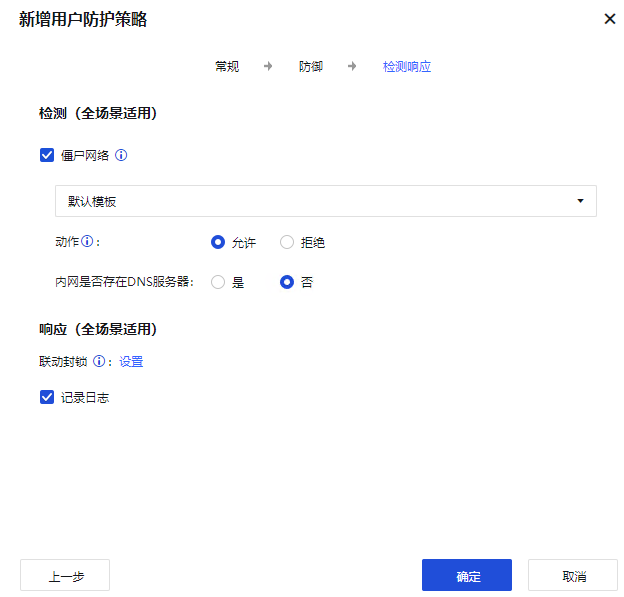 新增用户防护策略
常规 防御 检测响应
检测（全场景适用）
僵尸网络
默认模板
动作： 允许 拒绝
内网是否存在DNS服务器： 是 否
响应（全场景适用）
联动封锁： 设置
记录日志
上一步 确定 取消